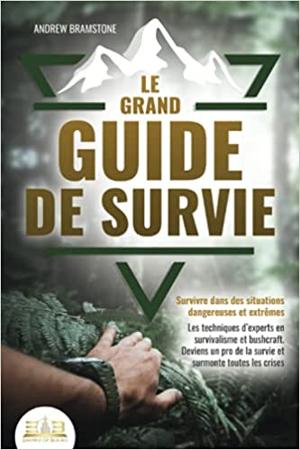 ANDREW BRAMSTONE
LE
GRAND
GUIDE
DE SURVIE
Survivre dans des situations
dangereuses et extrêmes
Les techniques d'experts en
survivalisme et bushcraft.
Deviens un pro de la survie et
surmonte toutes les crises